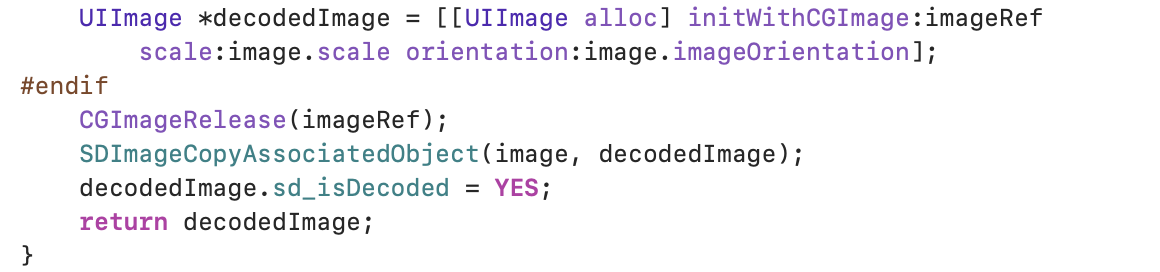 UIImage *decodedImage = [[UIImage alloc] initWithCGImage:imageRef
scale:image.scale orientation:image.imageOrientation];
#endif
CGImageRelease(imageRef);
SDImageCopyAssociatedObject(image, decodedImage);
decodedImage.sd_isDecoded = YES;
return decodedImage;
}